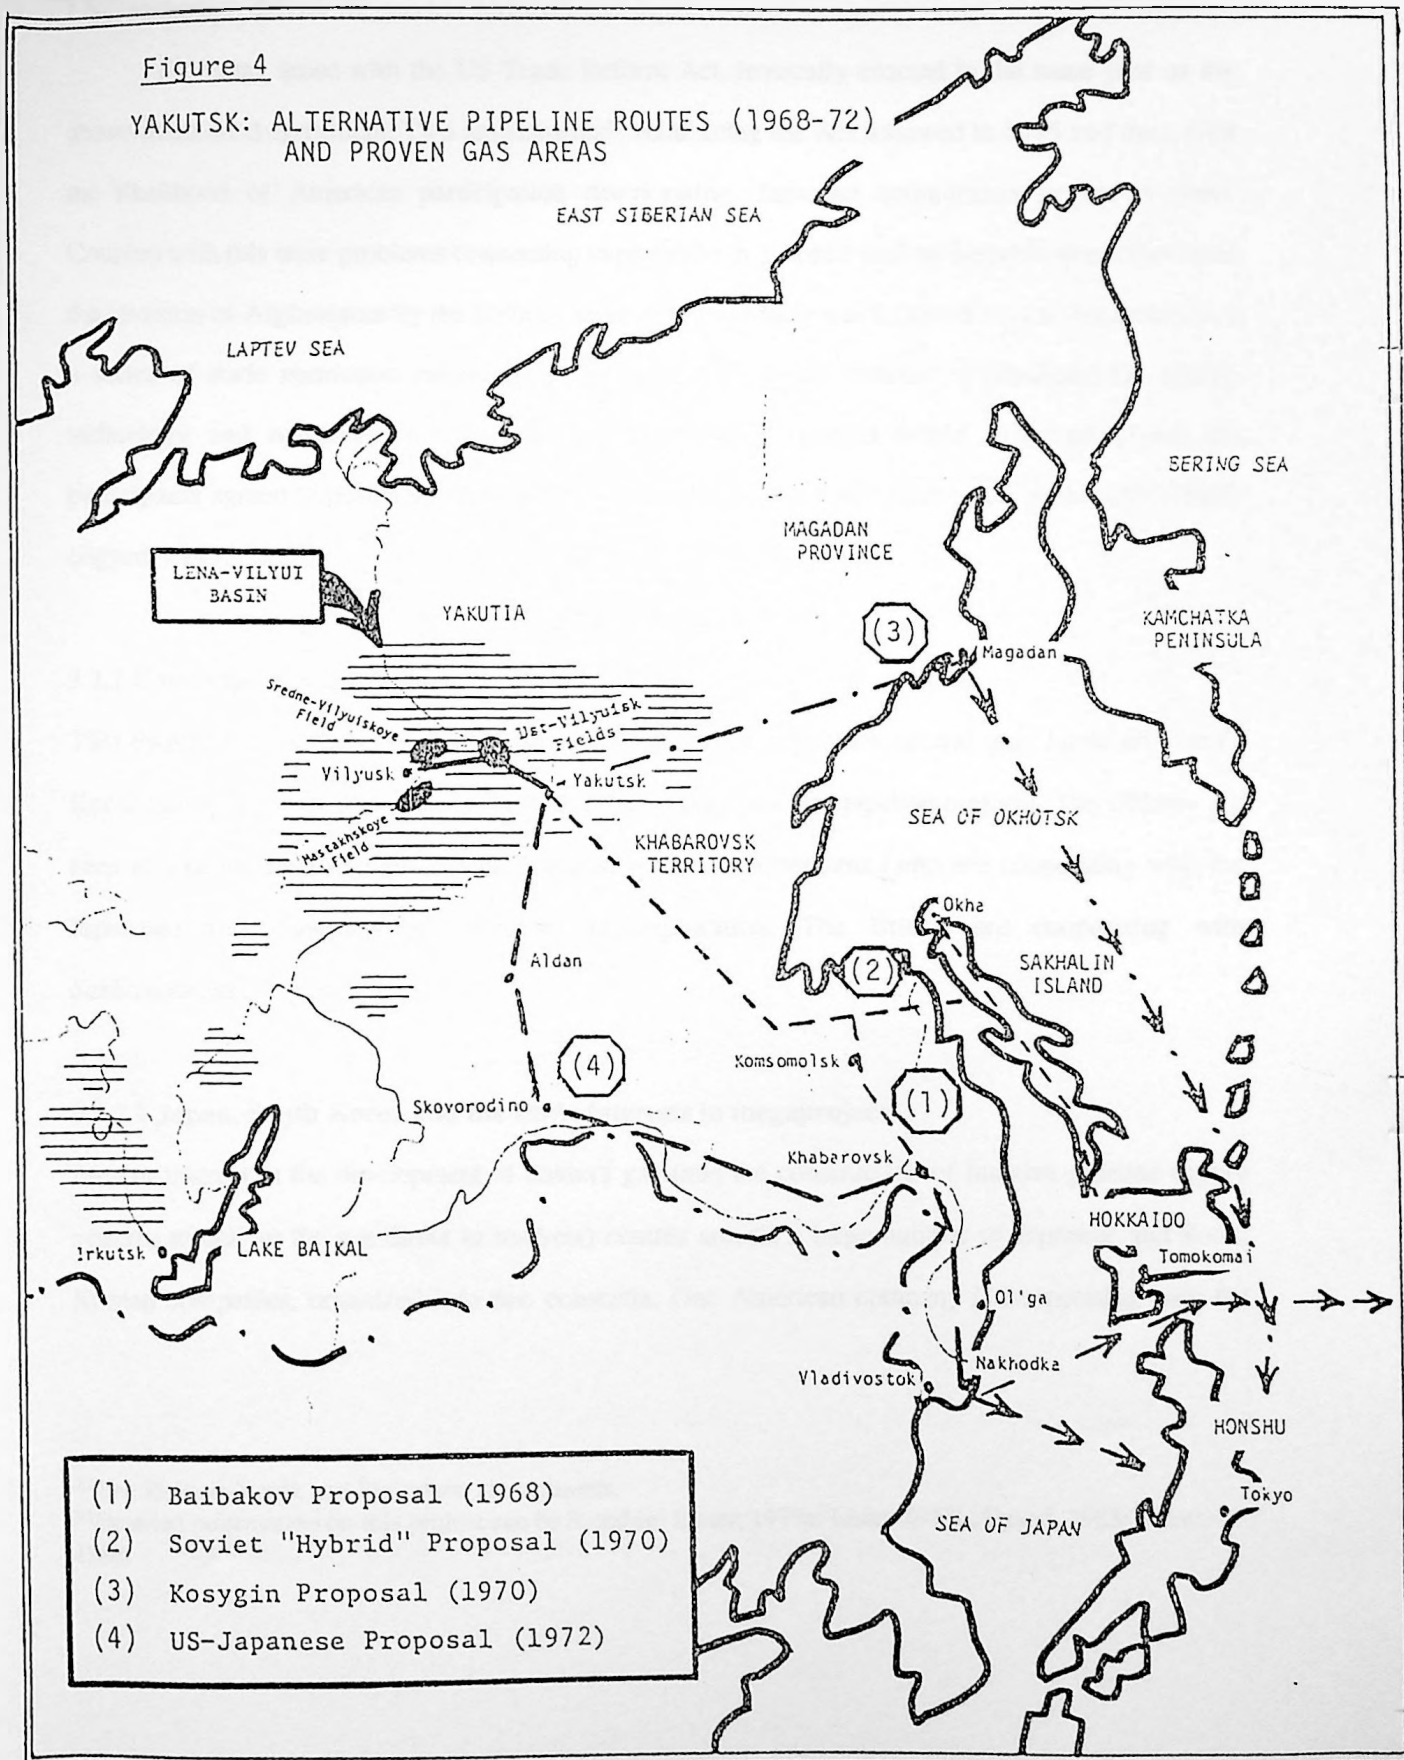 Figure 4
YAKUTSK: ALTERNATIVE PIPELINE ROUTES (1968-72)
AND PROVEN GAS AREAS
EAST SIBERIAN SEA
LAPTEV SEA
BERING SEA
MAGADAN
PROVINCE
LENA-VILYUI
BASIN
YAKUTIA
KAMCHATKA
PENINSULA
(3)
Magadan
Sredne-Vilyuiskoye
Field
Ust-Vilyuisk
Fields
Vilyusk
Yakutsk
Mastakhskoye
Field
SEA OF OKHOTSK
KHABAROVSK
TERRITORY
Okha
(2)
SAKHALIN
ISLAND
Aldan
Komsomolsk
(4)
(1)
Skovorodino
Khabarovsk
HOKKAIDO
Irkutsk
LAKE BAIKAL
Tomokomai
Ol'ga
Nakhodka
Vladivostok
HONSHU
Tokyo
SEA OF JAPAN
(1) Baibakov Proposal (1968)
(2) Soviet "Hybrid" Proposal (1970)
(3) Kosygin Proposal (1970)
(4) US-Japanese Proposal (1972)